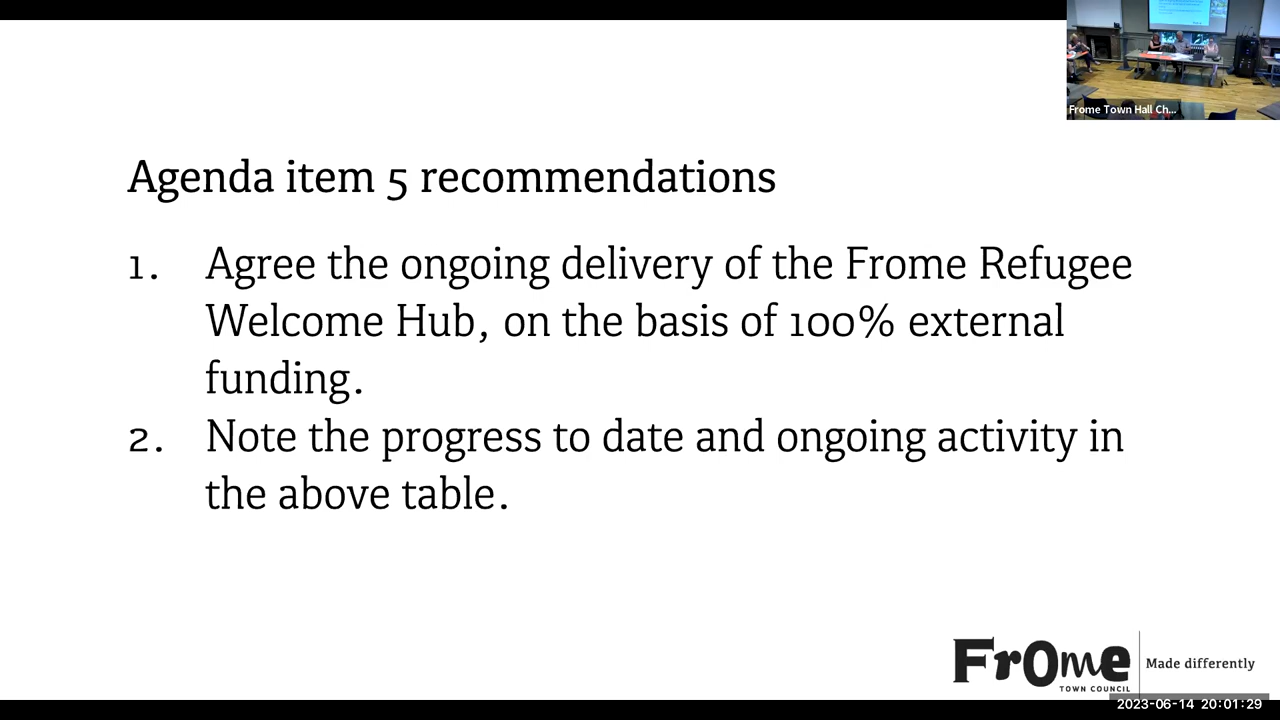 Frome Town Hall Ch...
Agenda item 5 recommendations
1. Agree the ongoing delivery of the Frome Refugee
Welcome Hub, on the basis of 100% external
funding.
2. Note the progress to date and ongoing activity in
the above table.
Frome
TOWN COUNCIL
Made differently
2023-06-14 20:01:29